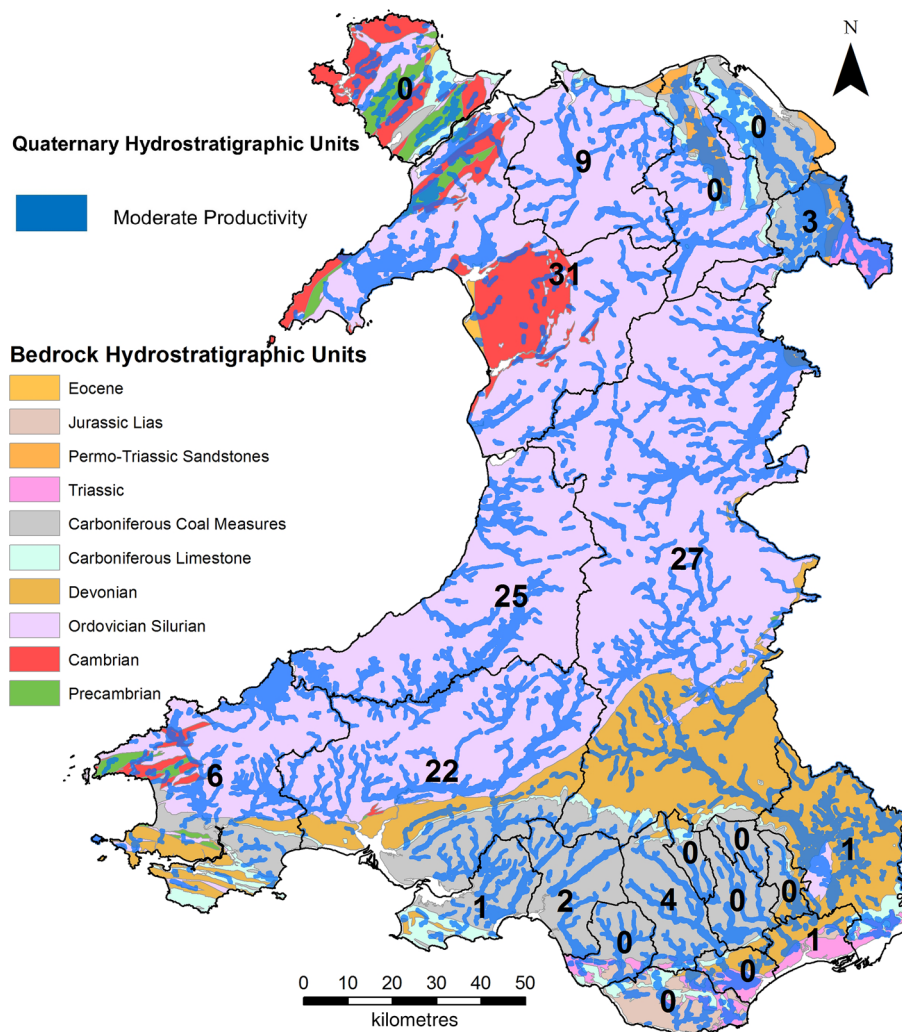 N
0
Quaternary Hydrostratigraphic Units
0
9
0
Moderate Productivity
3
31
Bedrock Hydrostratigraphic Units
Eocene
Jurassic Lias
Permo-Triassic Sandstones
Triassic
Carboniferous Coal Measures
Carboniferous Limestone
Devonian
27
25
Ordovician Silurian
Cambrian
Precambrian
6
22
0
0
1
1
2
4
0
0
0
1
0
0
0 10 20 30 40 50
kilometres